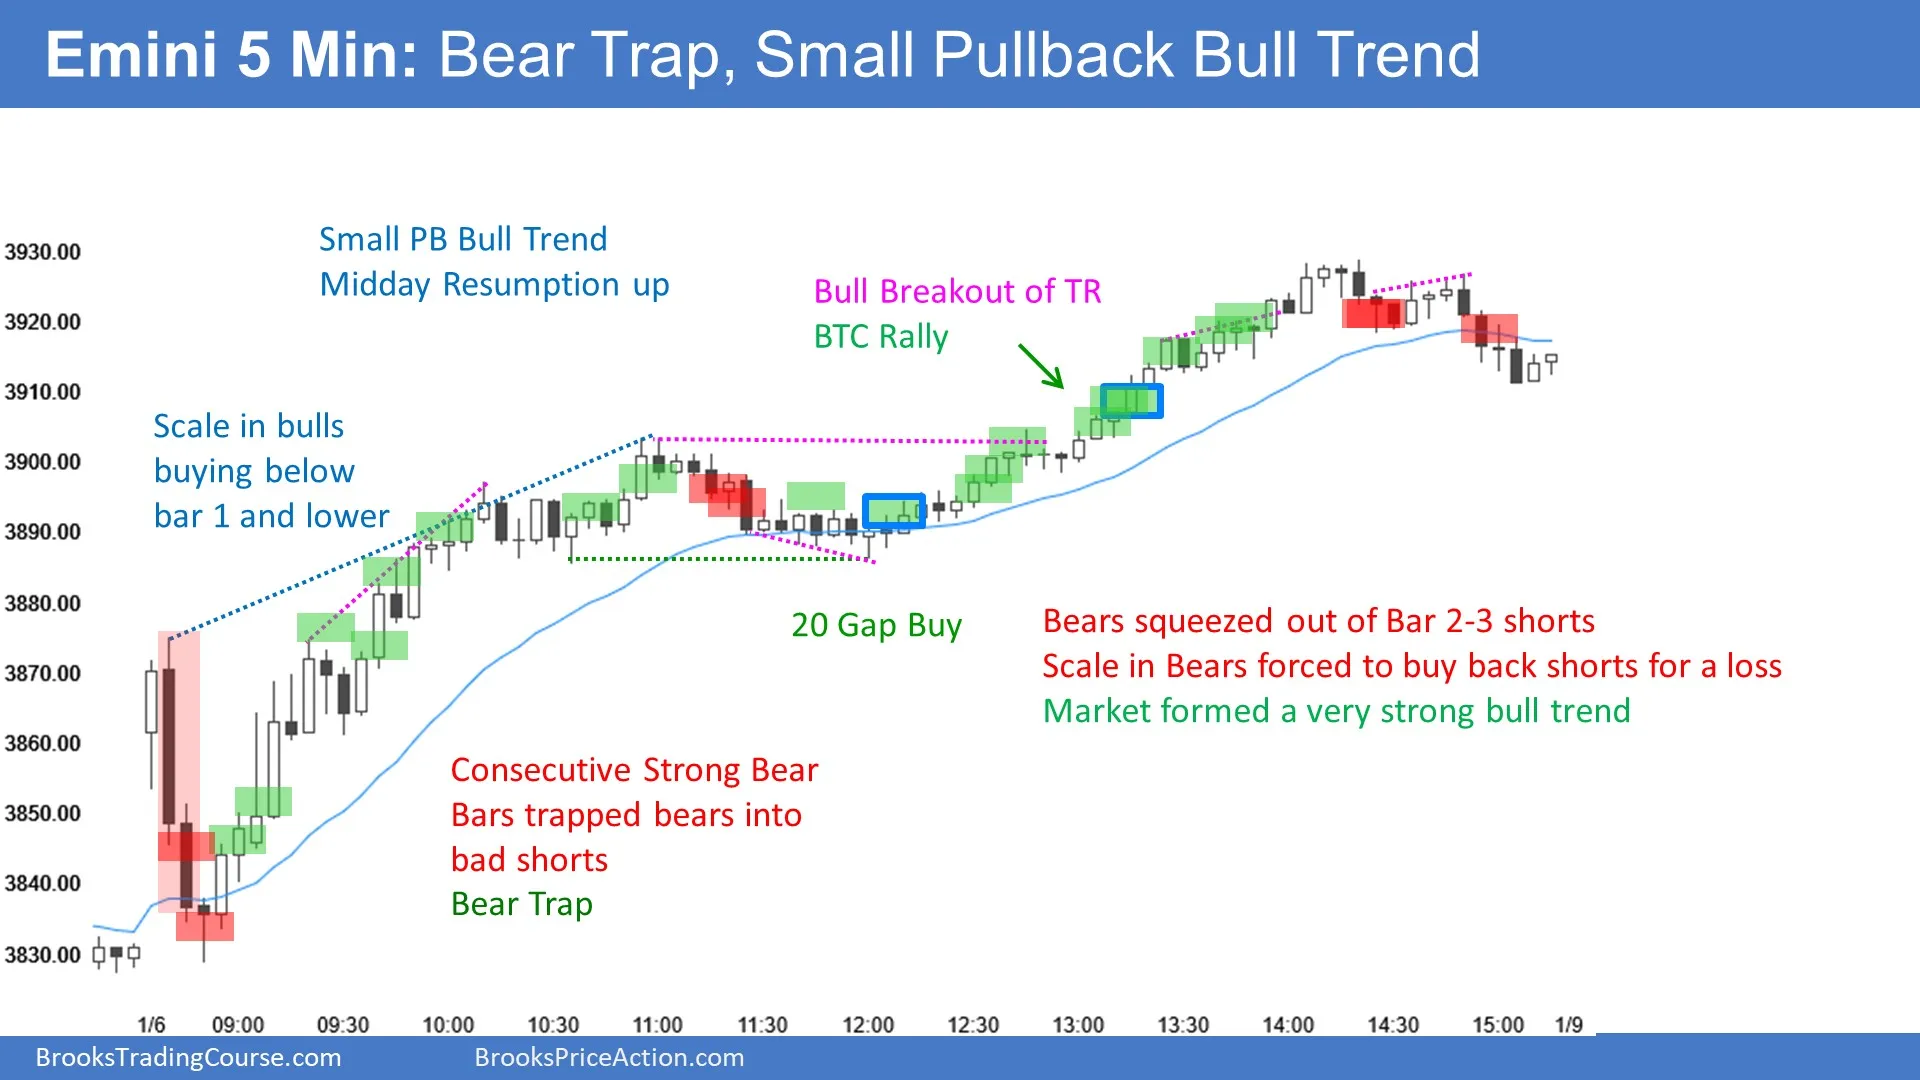 Emini 5 Min: Bear Trap, Small Pullback Bull Trend
Small PB Bull Trend
Midday Resumption up
Bull Breakout of TR
BTC Rally
Scale in bulls
buying below
bar 1 and lower
20 Gap Buy
Bears squeezed out of Bar 2-3 shorts
Scale in Bears forced to buy back shorts for a loss
Market formed a very strong bull trend
Consecutive Strong Bear
Bars trapped bears into
bad shorts
Bear Trap
3930.00
3920.00
3910.00
3900.00
3890.00
3880.00
3870.00
3860.00
3850.00
3840.00
3830.00
1/6 09:00 09:30 10:00 10:30 11:00 11:30 12:00 12:30 13:00 13:30 14:00 14:30 15:00 1/9
BrooksTradingCourse.com BrooksPriceAction.com